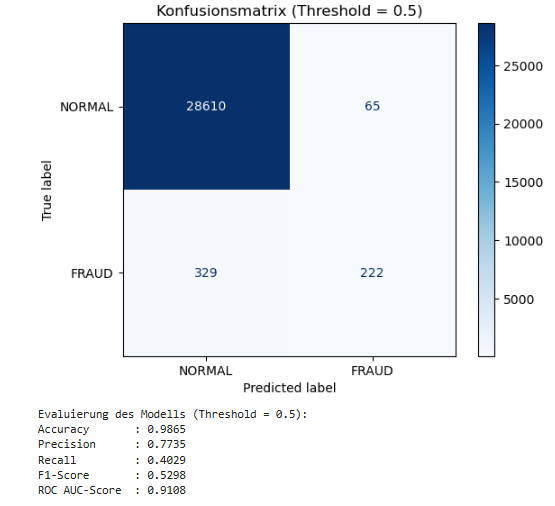 Konfusionsmatrix (Threshold = 0.5)
NORMAL
28610
65
FRAUD
329
222
True label
NORMAL
FRAUD
Predicted label
25000
20000
15000
10000
5000
Evaluierung des Modells (Threshold = 0.5):
Accuracy : 0.9865
Precision : 0.7735
Recall : 0.4029
F1-Score : 0.5298
ROC AUC-Score : 0.9108